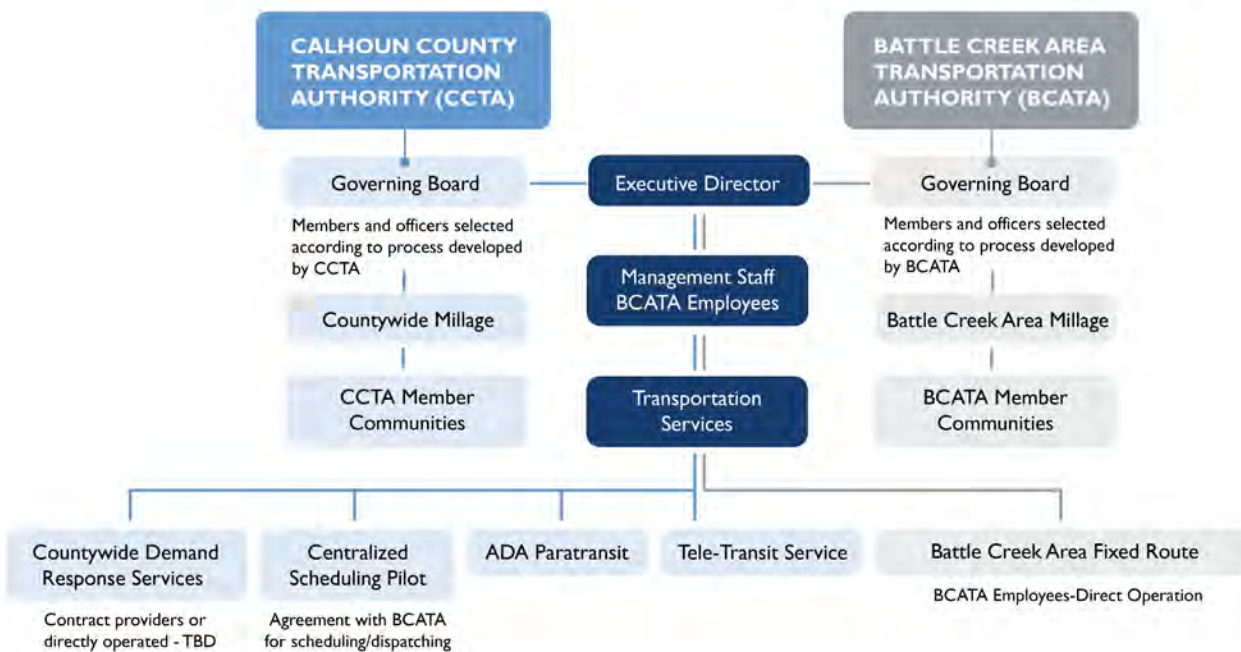 CALHOUN COUNTY
TRANSPORTATION
AUTHORITY (CCTA)
BATTLE CREEK AREA
TRANSPORTATION
AUTHORITY (BCATA)
Governing Board
Executive Director
Governing Board
Members and officers selected
according to process developed
by CCTA
Members and officers selected
according to process developed
by BCATA
Management Staff
BCATA Employees
Countywide Millage
Battle Creek Area Millage
CCTA Member
Communities
Transportation
Services
BCATA Member
Communities
Countywide Demand
Response Services
Centralized
Scheduling Pilot
ADA Paratransit
Tele-Transit Service
Battle Creek Area Fixed Route
Contract providers or
directly operated - TBD
Agreement with BCATA
for scheduling/dispatching
BCATA Employees-Direct Operation